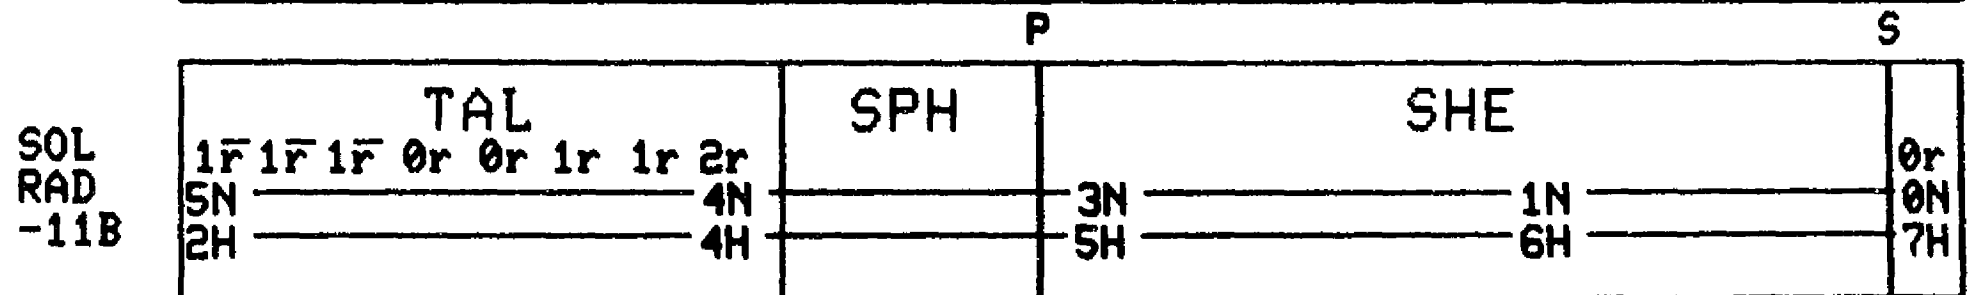 P S
TAL SPH SHE
SOL 1r̅ 1r̅ 1r̅ 0r 0r 1r 1r 2r 0r
RAD 5N 4N 3N 1N 0N
-11B 2H 4H 5H 6H 7H